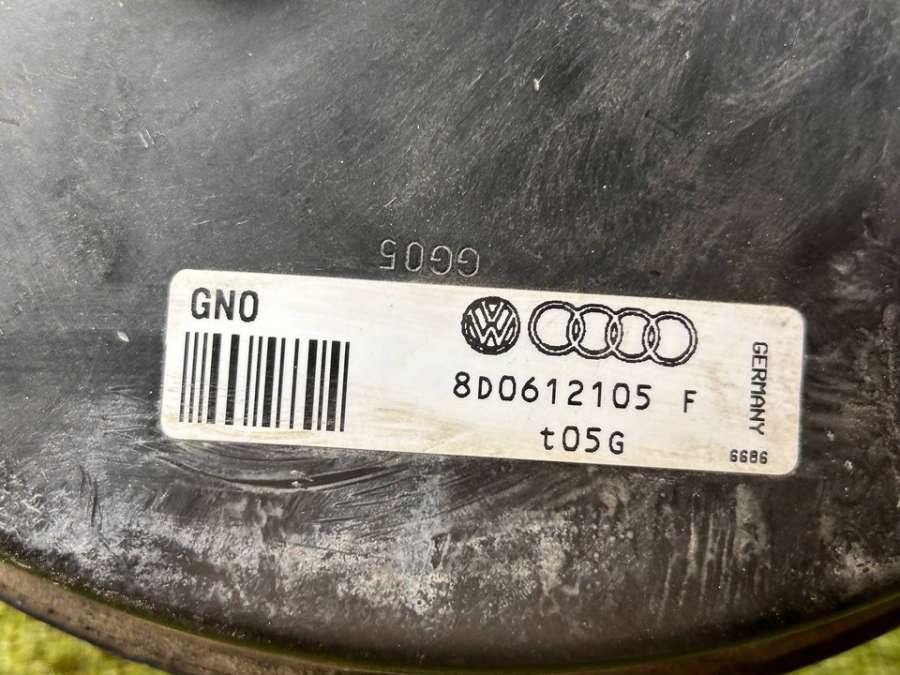 GG05
GNO
8D0612105 F
t05G
GERMANY
6686